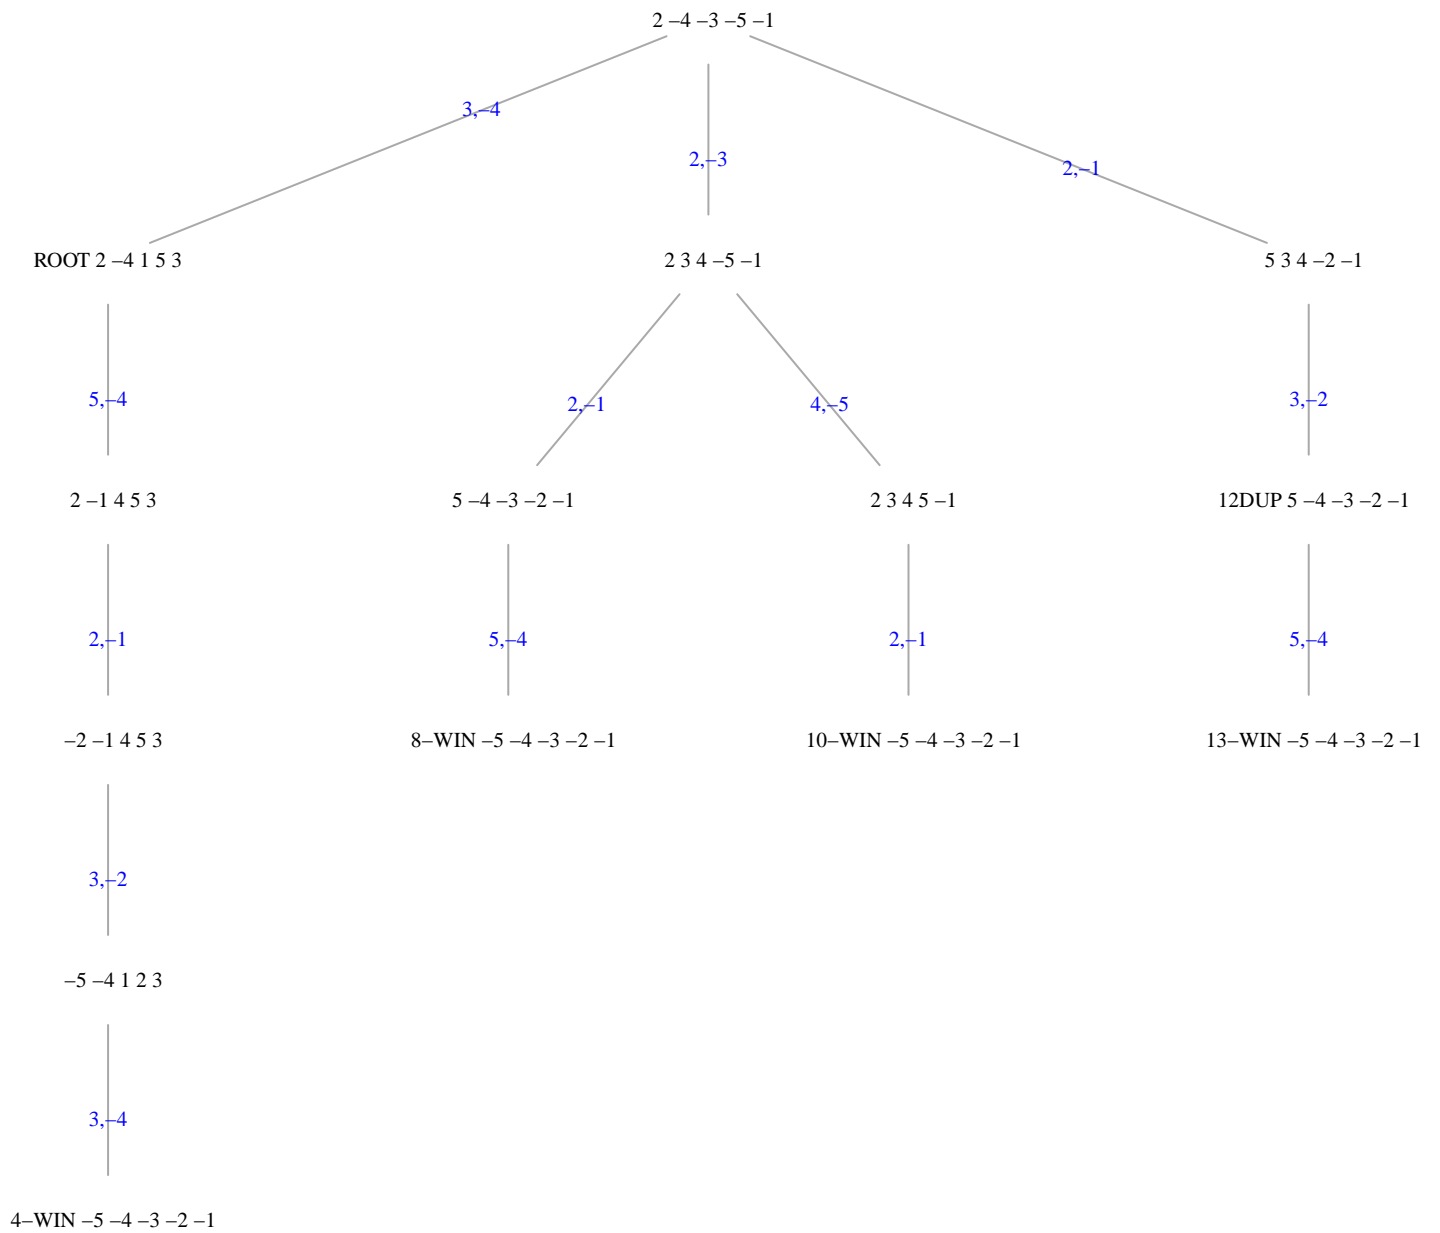 2 –4 –3 –5 –1
3,–4
2,–3
2,–1
ROOT 2 –4 1 5 3
2 3 4 –5 –1
5 3 4 –2 –1
5,–4
2,–1
4,–5
3,–2
2 –1 4 5 3
5 –4 –3 –2 –1
2 3 4 5 –1
12DUP 5 –4 –3 –2 –1
2,–1
5,–4
2,–1
5,–4
–2 –1 4 5 3
8–WIN –5 –4 –3 –2 –1
10–WIN –5 –4 –3 –2 –1
13–WIN –5 –4 –3 –2 –1
3,–2
–5 –4 1 2 3
3,–4
4–WIN –5 –4 –3 –2 –1